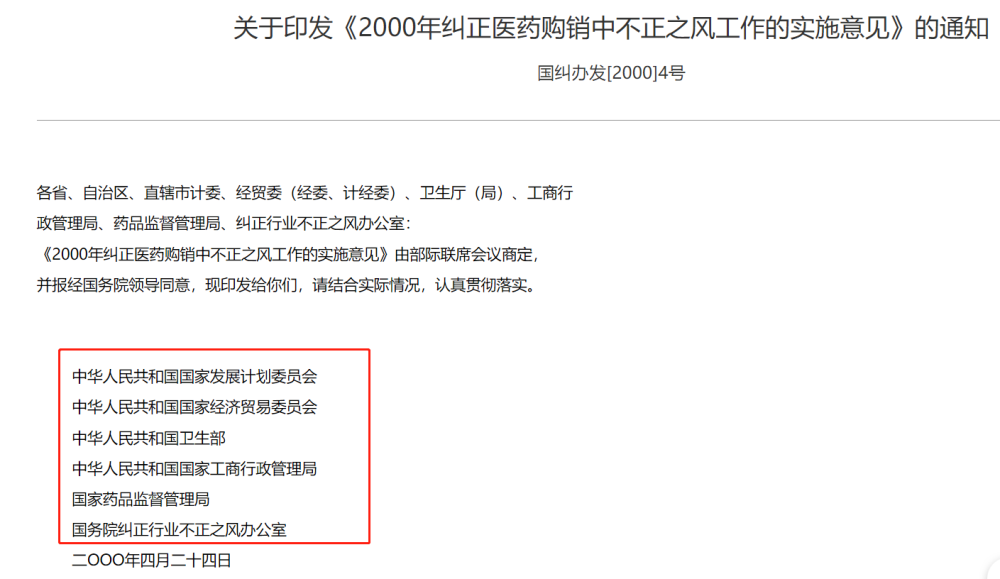 关于印发《2000年纠正医药购销中不正之风工作的实施意见》的通知
国纠办发[2000]4号
各省、自治区、直辖市计委、经贸委（经委、计经委）、卫生厅（局）、工商行
政管理局、药品监督管理局、纠正行业不正之风办公室：
《2000年纠正医药购销中不正之风工作的实施意见》由部际联席会议商定，
并报经国务院领导同意，现印发给你们，请结合实际情况，认真贯彻落实。
中华人民共和国国家发展计划委员会
中华人民共和国国家经济贸易委员会
中华人民共和国卫生部
中华人民共和国国家工商行政管理局
国家药品监督管理局
国务院纠正行业不正之风办公室
二OOO年四月二十四日